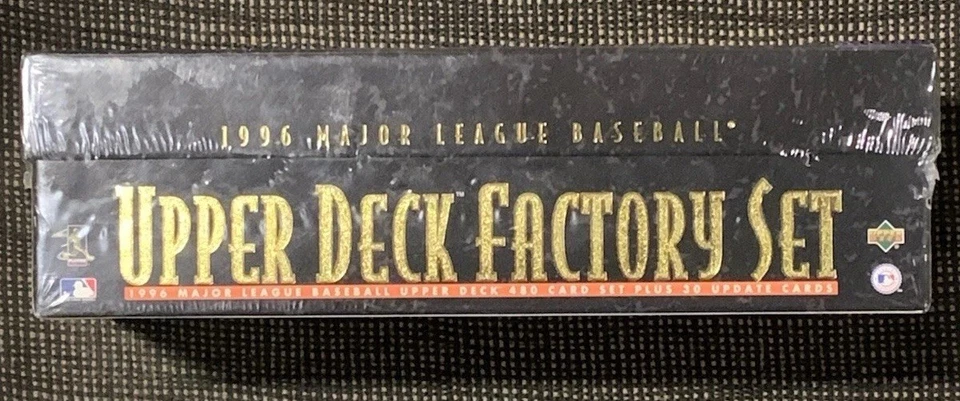 1996 MAJOR LEAGUE BASEBALL®
UPPER DECK™ FACTORY SET
1996 MAJOR LEAGUE BASEBALL UPPER DECK 480 CARD SET PLUS 30 UPDATE CARDS